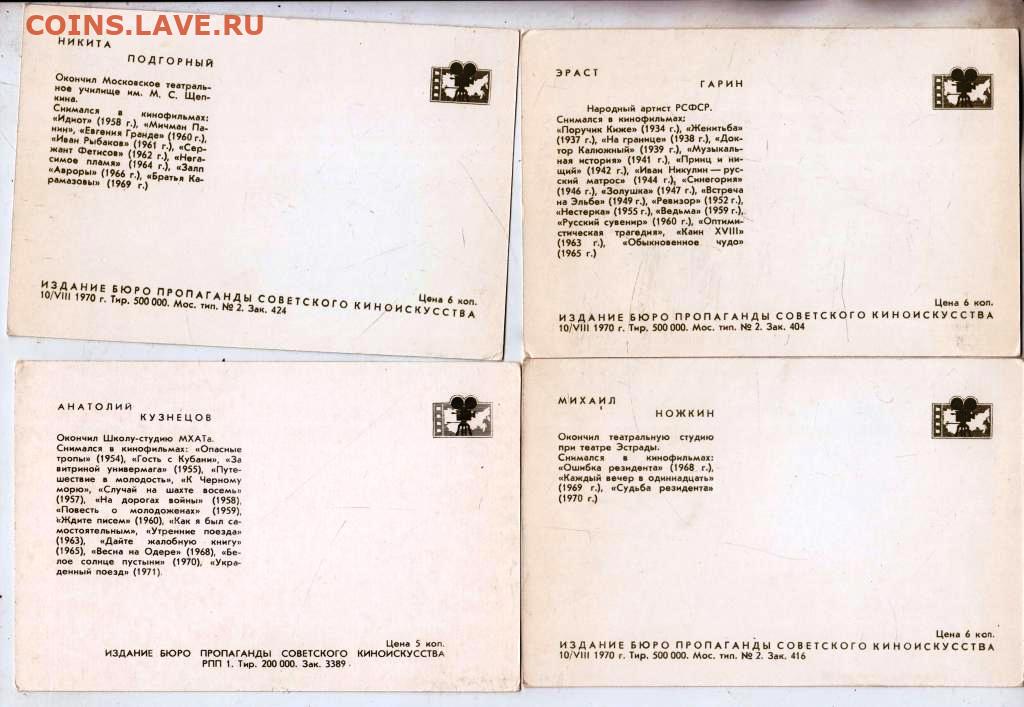 COINS.LAVE.RU
НИКИТА
ПОДГОРНЫЙ
Окончил Московское театраль-
ное училище им. М. С. Щеп-
кина.
Снимался в кинофильмах:
«Идиот» (1958 г.), «Мичман Па-
нин», «Евгения Гранде» (1960 г.),
«Иван Рыбаков» (1961 г.), «Сер-
жант Фетисов» (1962 г.), «Нега-
симое пламя» (1964 г.), «Залп
«Авроры» (1966 г.), «Братья Ка-
рамазовы» (1969 г.)
Цена 6 коп.
ИЗДАНИЕ БЮРО ПРОПАГАНДЫ СОВЕТСКОГО КИНОИСКУССТВА
10/VIII 1970 г. Тир. 500 000. Мос. тип. № 2. Зак. 424
ЭРАСТ
ГАРИН
Народный артист РСФСР.
Снимался в кинофильмах:
«Поручик Киже» (1934 г.), «Женитьба»
(1937 г.), «На границе» (1938 г.), «Док-
тор Калюжный» (1939 г.), «Музыкаль-
ная история» (1941 г.), «Принц и ни-
щий» (1942 г.), «Иван Никулин — рус-
ский матрос» (1944 г.), «Синегория»
(1946 г.), «Золушка» (1947 г.), «Встреча
на Эльбе» (1949 г.), «Ревизор» (1952 г.),
«Нестерка» (1955 г.), «Ведьма» (1959 г.),
«Русский сувенир» (1960 г.), «Оптими-
стическая трагедия», «Каин XVIII»
(1963 г.), «Обыкновенное чудо»
(1965 г.)
Цена 6 коп.
ИЗДАНИЕ БЮРО ПРОПАГАНДЫ СОВЕТСКОГО КИНОИСКУССТВА
10/VIII 1970 г. Тир. 500 000. Мос. тип. № 2. Зак. 404
АНАТОЛИЙ
КУЗНЕЦОВ
Окончил Школу-студию МХАТа.
Снимался в кинофильмах: «Опасные
тропы» (1954), «Гость с Кубани», «За
витриной универмага» (1955), «Путе-
шествие в молодость», «К Черному
морю», «Случай на шахте восемь»
(1957), «На дорогах войны» (1958),
«Повесть о молодоженах» (1959),
«Ждите писем» (1960), «Как я был са-
мостоятельным», «Утренние поезда»
(1963), «Дайте жалобную книгу»
(1965), «Весна на Одере» (1968), «Бе-
лое солнце пустыни» (1970), «Укра-
денный поезд» (1971).
Цена 5 коп.
ИЗДАНИЕ БЮРО ПРОПАГАНДЫ СОВЕТСКОГО КИНОИСКУССТВА
РПП 1. Тир. 200 000. Зак. 3389
МИХАИЛ
НОЖКИН
Окончил театральную студию
при театре Эстрады.
Снимался в кинофильмах:
«Ошибка резидента» (1968 г.),
«Каждый вечер в одиннадцать»
(1969 г.), «Судьба резидента»
(1970 г.)
Цена 6 коп.
ИЗДАНИЕ БЮРО ПРОПАГАНДЫ СОВЕТСКОГО КИНОИСКУССТВА
10/VIII 1970 г. Тир. 500 000. Мос. тип. № 2. Зак. 416